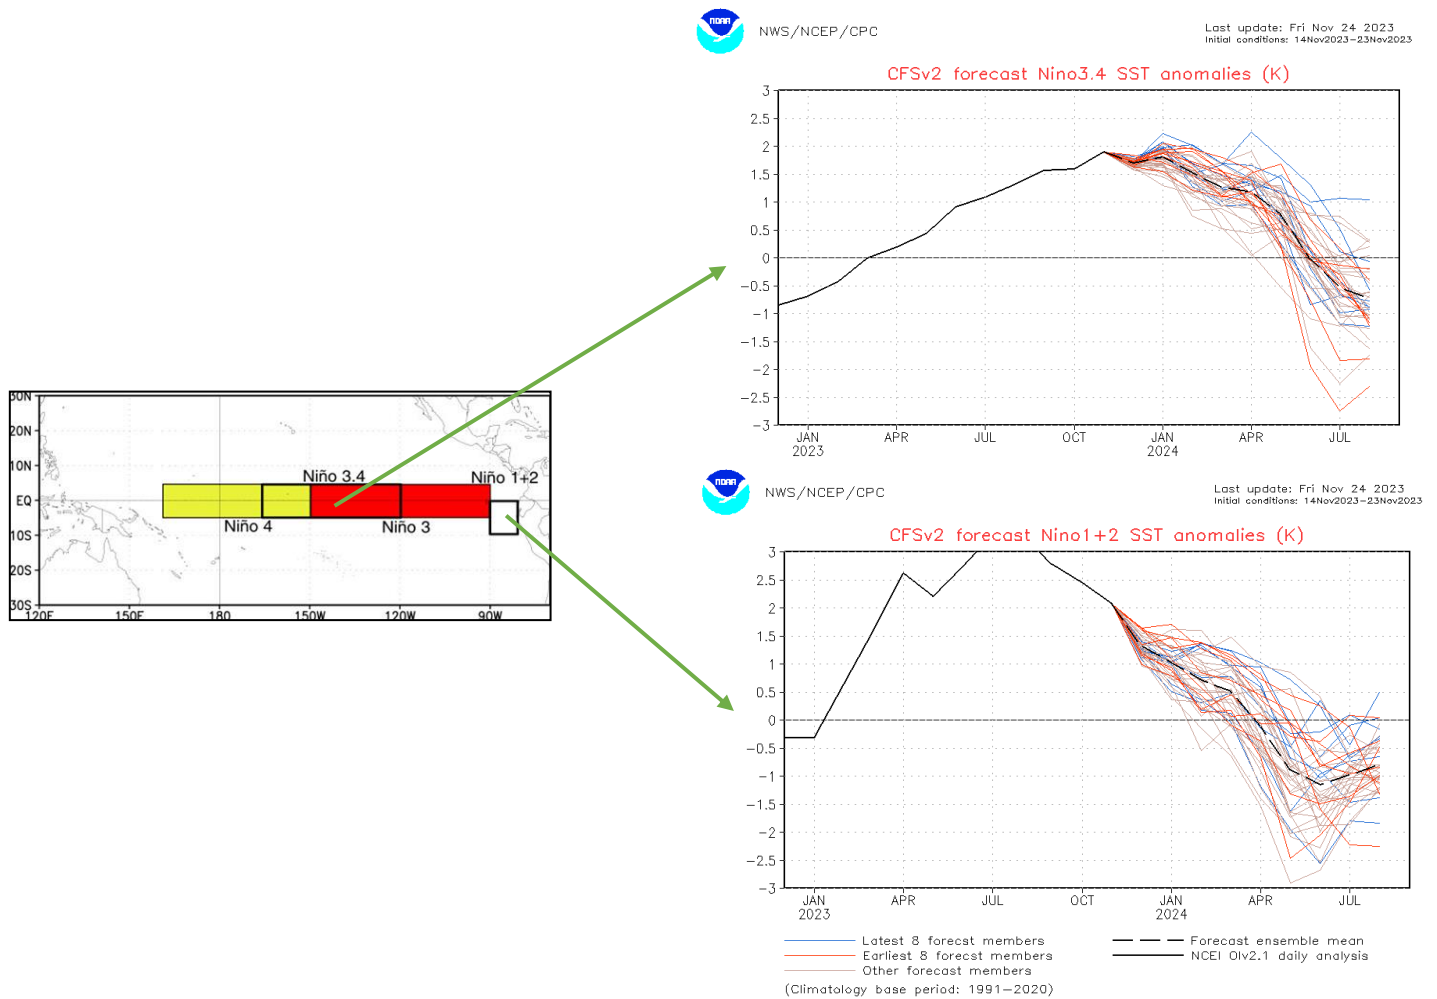 NOAA
NWS/NCEP/CPC
Last update: Fri Nov 24 2023
Initial conditions: 14Nov2023-23Nov2023
CFSv2 forecast Nino3.4 SST anomalies (K)
3
2.5
2
1.5
1
0.5
0
-0.5
-1
-1.5
-2
-2.5
-3
JAN APR JUL OCT JAN APR JUL
2023 2024
30N
20N
10N
EQ
10S
20S
30S
Niño 3.4
Niño 1+2
Niño 4
Niño 3
120E 150E 180 150W 120W 90W
NOAA
NWS/NCEP/CPC
Last update: Fri Nov 24 2023
Initial conditions: 14Nov2023-23Nov2023
CFSv2 forecast Nino1+2 SST anomalies (K)
3
2.5
2
1.5
1
0.5
0
-0.5
-1
-1.5
-2
-2.5
-3
JAN APR JUL OCT JAN APR JUL
2023 2024
Latest 8 forecst members
Earliest 8 forecst members
Other forecast members
(Climatology base period: 1991-2020)
Forecast ensemble mean
NCEI OIv2.1 daily analysis